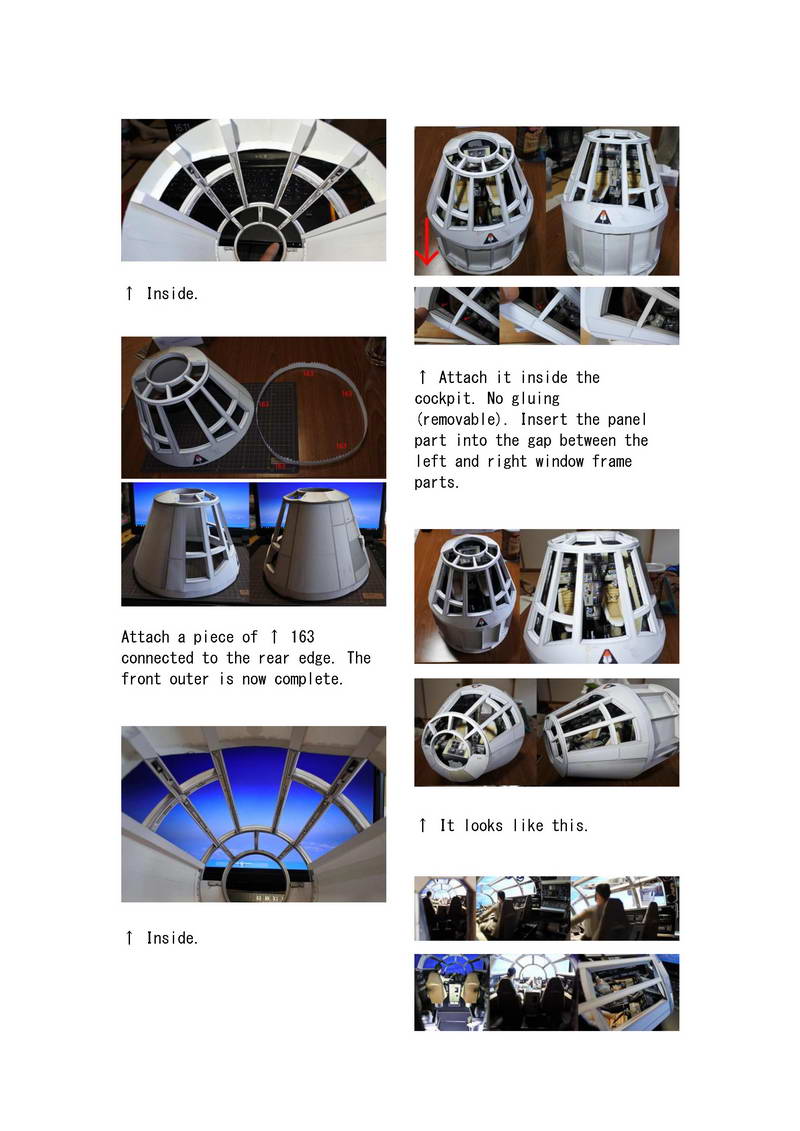 ↑ Inside.
163
163
163
163
163
Attach a piece of ↑ 163
connected to the rear edge. The
front outer is now complete.
↑ Inside.
↑ Attach it inside the
cockpit. No gluing
(removable). Insert the panel
part into the gap between the
left and right window frame
parts.
↑ It looks like this.